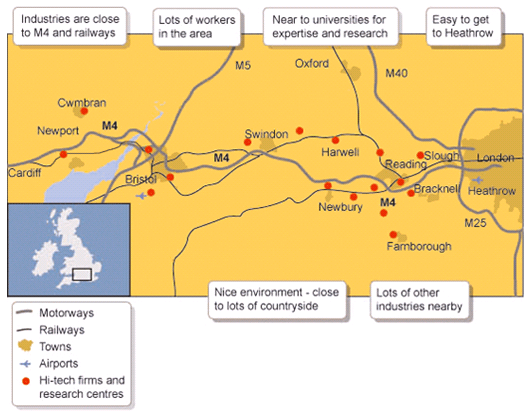 Industries are close
to M4 and railways
Lots of workers
in the area
Near to universities for
expertise and research
Easy to get
to Heathrow
M5
Oxford
M40
Cwmbran
Newport
M4
Swindon
M4
Harwell
Slough
London
Reading
Cardiff
Bristol
Bracknell
Heathrow
Newbury
M4
M25
Farnborough
Nice environment - close
to lots of countryside
Lots of other
industries nearby
Motorways
Railways
Towns
Airports
Hi-tech firms and
research centres